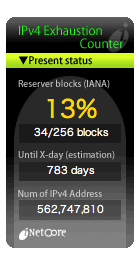 IPv4 Exhaustion
Counter
▼Present status
Reserver blocks (IANA)
13%
34/256 blocks
Until X-day (estimation)
783 days
Num of IPv4 Address
562,747,810
iNetCore